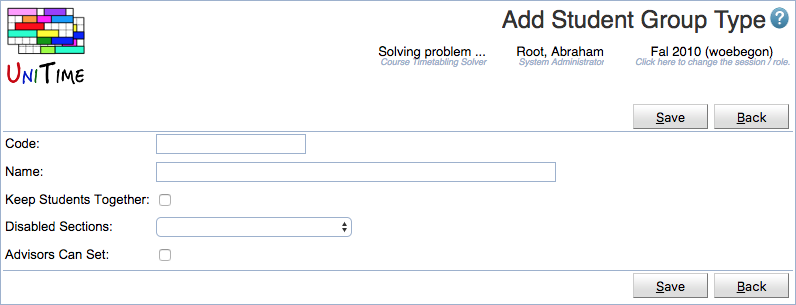 Add Student Group Type ?
UNITIME
Solving problem ... Root, Abraham Fal 2010 (woebegon)
Course Timetabling Solver System Administrator Click here to change the session / role.
Save Back
Code:
Name:
Keep Students Together:
Disabled Sections:
Advisors Can Set:
Save Back